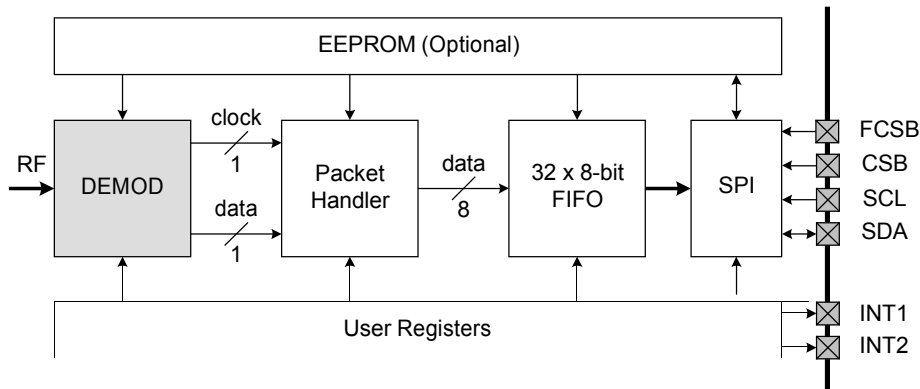 EEPROM (Optional)
RF
DEMOD
clock
1
data
1
Packet
Handler
data
8
32 x 8-bit
FIFO
SPI
FCSB
CSB
SCL
SDA
User Registers
INT1
INT2